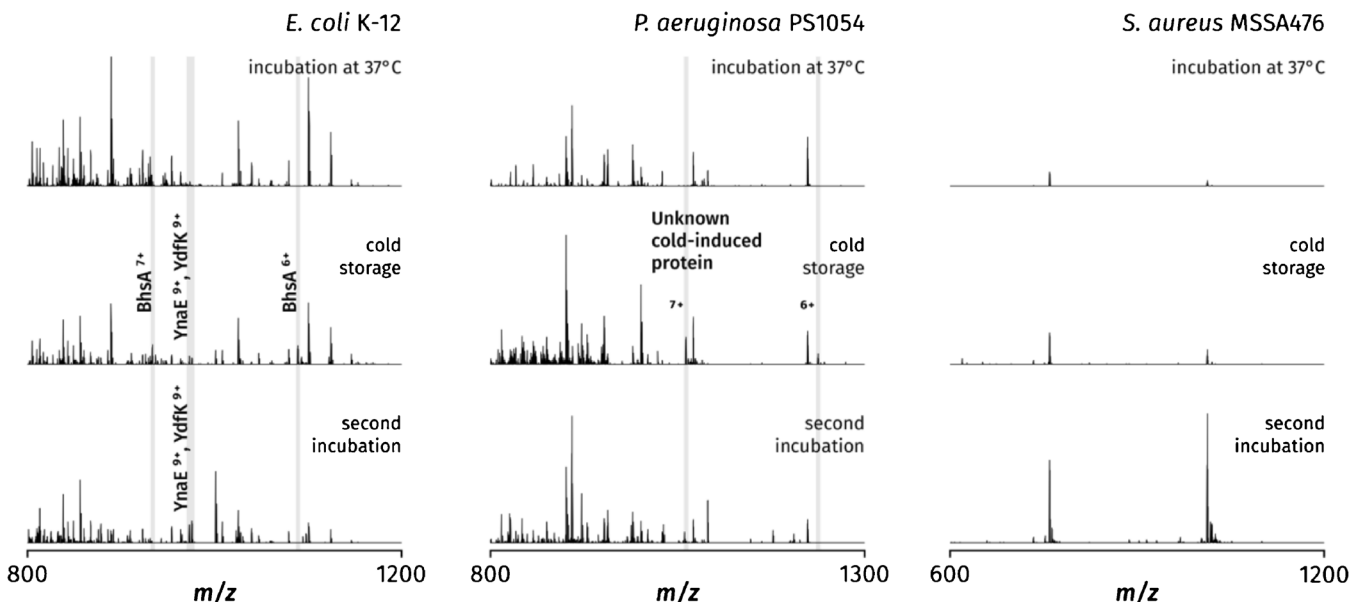 E. coli K-12
incubation at 37°C
cold
storage
BhsA 7+
YnaE 9+, YdfK 9+
BhsA 6+
second
incubation
YnaE 9+, YdfK 9+
800
1200
m/z
P. aeruginosa PS1054
incubation at 37°C
Unknown
cold-induced
protein
cold
storage
7+
6+
second
incubation
800
1300
m/z
S. aureus MSSA476
incubation at 37°C
cold
storage
second
incubation
600
1200
m/z